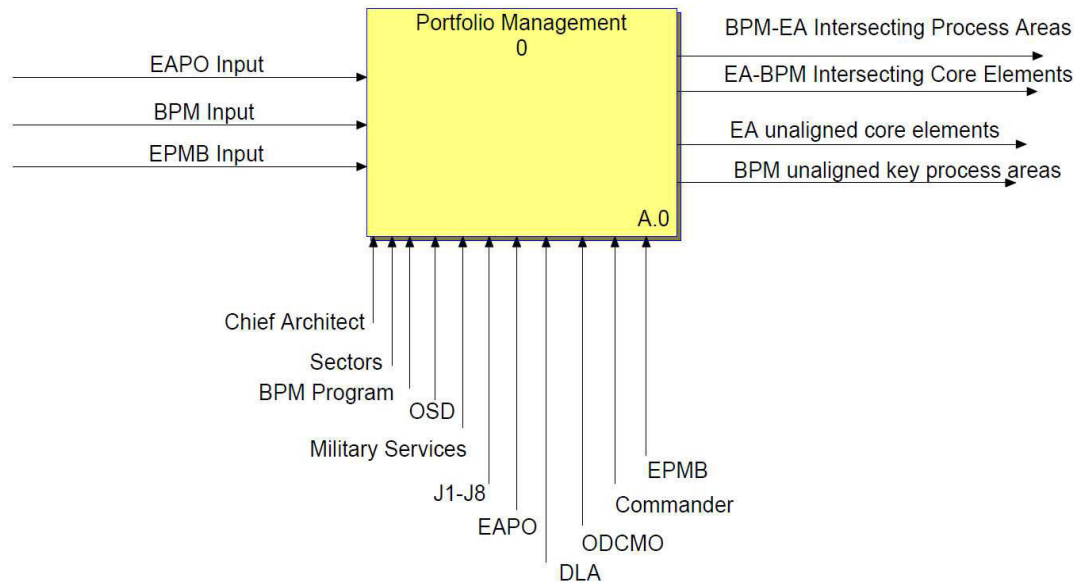 Portfolio Management
0
A.0
EAPO Input
BPM Input
EPMB Input
BPM-EA Intersecting Process Areas
EA-BPM Intersecting Core Elements
EA unaligned core elements
BPM unaligned key process areas
Chief Architect
Sectors
BPM Program
OSD
Military Services
J1-J8
EAPO
DLA
ODCMO
Commander
EPMB